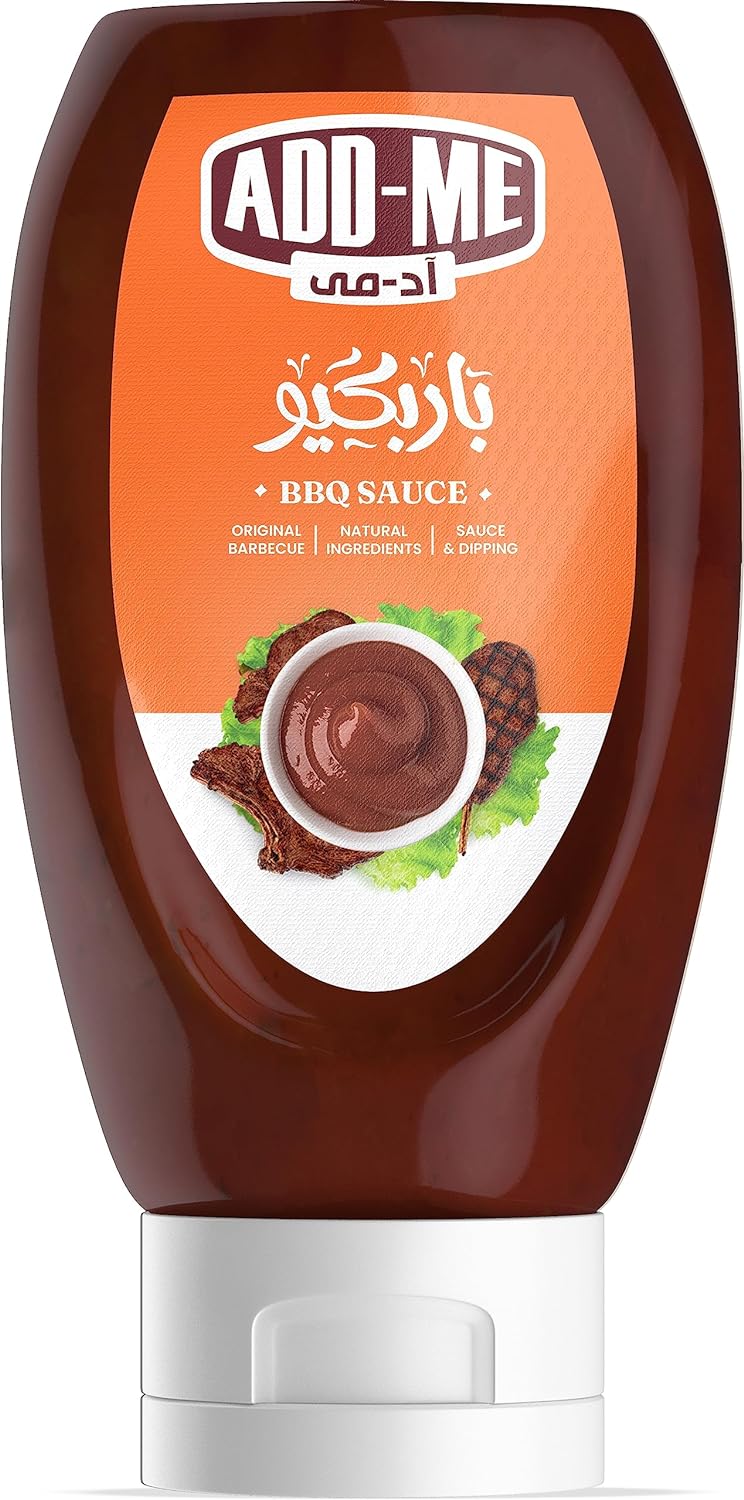 ADD-ME
آد-مى
باربكيو
BBQ SAUCE
ORIGINAL BARBECUE | NATURAL INGREDIENTS | SAUCE & DIPPING